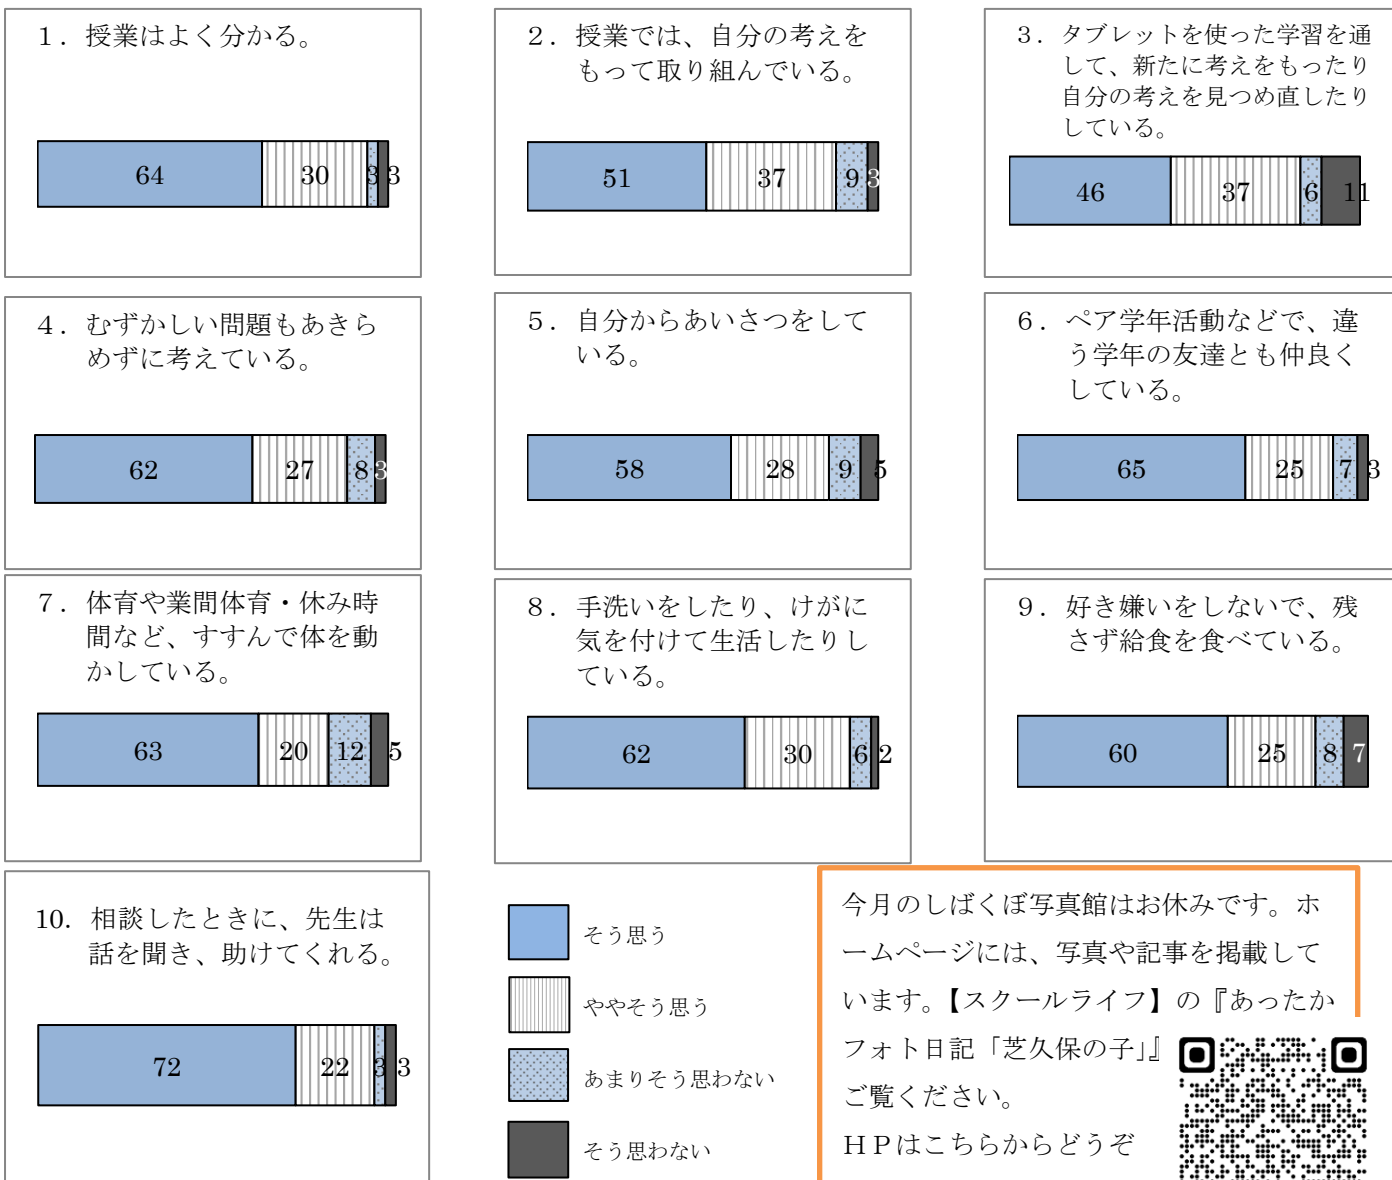 １．授業はよく分かる。
64 30 3 3
２．授業では、自分の考えを
もって取り組んでいる。
51 37 9 3
３．タブレットを使った学習を通
して、新たに考えをもったり
自分の考えを見つめ直したり
している。
46 37 6 11
４．むずかしい問題もあきら
めずに考えている。
62 27 8 3
５．自分からあいさつをして
いる。
58 28 9 5
６．ペア学年活動などで、違
う学年の友達とも仲良く
している。
65 25 7 3
７．体育や業間体育・休み時
間など、すすんで体を動
かしている。
63 20 12 5
８．手洗いをしたり、けがに
気を付けて生活したりし
ている。
62 30 6 2
９．好き嫌いをしないで、残
さず給食を食べている。
60 25 8 7
10．相談したときに、先生は
話を聞き、助けてくれる。
72 22 3 3
そう思う
ややそう思う
あまりそう思わない
そう思わない
今月のしばくぼ写真館はお休みです。ホ
ームページには、写真や記事を掲載して
います。【スクールライフ】の『あったか
フォト日記「芝久保の子」』
ご覧ください。
ＨＰはこちらからどうぞ